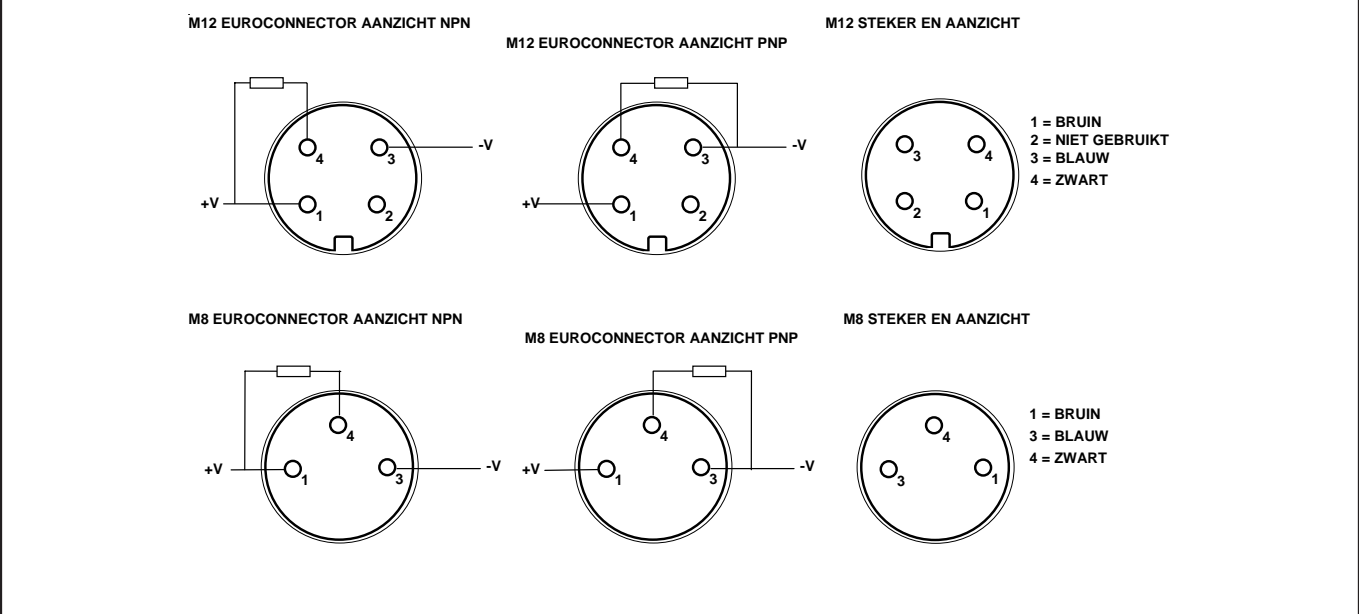 M12 EUROCONNECTOR AANZICHT NPN
M12 EUROCONNECTOR AANZICHT PNP
M12 STEKER EN AANZICHT
4
3
-V
+V
1
2
4
3
-V
+V
1
2
3
4
2
1
1 = BRUIN
2 = NIET GEBRUIKT
3 = BLAUW
4 = ZWART
M8 EUROCONNECTOR AANZICHT NPN
M8 EUROCONNECTOR AANZICHT PNP
M8 STEKER EN AANZICHT
4
+V
1
3
-V
4
+V
1
3
-V
4
3
1
1 = BRUIN
3 = BLAUW
4 = ZWART